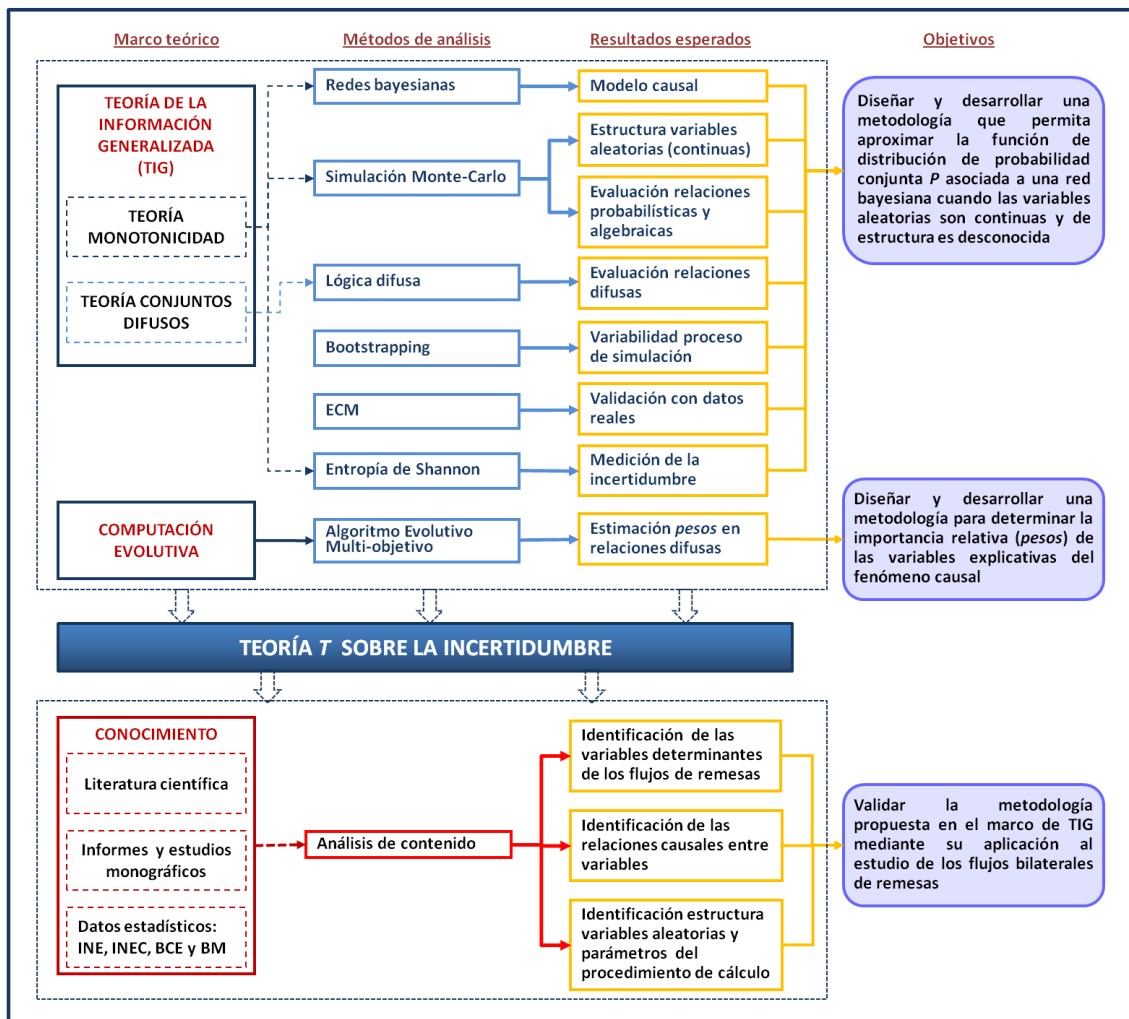 Marco teórico
Métodos de análisis
Resultados esperados
Objetivos
TEORÍA DE LA
INFORMACIÓN
GENERALIZADA
(TIG)
TEORÍA
MONOTONICIDAD
TEORÍA CONJUNTOS
DIFUSOS
COMPUTACIÓN
EVOLUTIVA
Redes bayesianas
Simulación Monte-Carlo
Lógica difusa
Bootstrapping
ECM
Entropía de Shannon
Algoritmo Evolutivo
Multi-objetivo
Modelo causal
Estructura variables
aleatorias (continuas)
Evaluación relaciones
probabilísticas y
algebraicas
Evaluación relaciones
difusas
Variabilidad proceso
de simulación
Validación con datos
reales
Medición de la
incertidumbre
Estimación pesos en
relaciones difusas
Diseñar y desarrollar una
metodología que permita
aproximar la función de
distribución de probabilidad
conjunta P asociada a una red
bayesiana cuando las variables
aleatorias son continuas y de
estructura es desconocida
Diseñar y desarrollar una
metodología para determinar la
importancia relativa (pesos) de
las variables explicativas del
fenómeno causal
TEORÍA T SOBRE LA INCERTIDUMBRE
CONOCIMIENTO
Literatura científica
Informes y estudios
monográficos
Datos estadísticos:
INE, INEC, BCE y BM
Análisis de contenido
Identificación de las
variables determinantes
de los flujos de remesas
Identificación de las
relaciones causales entre
variables
Identificación estructura
variables aleatorias y
parámetros del
procedimiento de cálculo
Validar la metodología
propuesta en el marco de TIG
mediante su aplicación al
estudio de los flujos bilaterales
de remesas